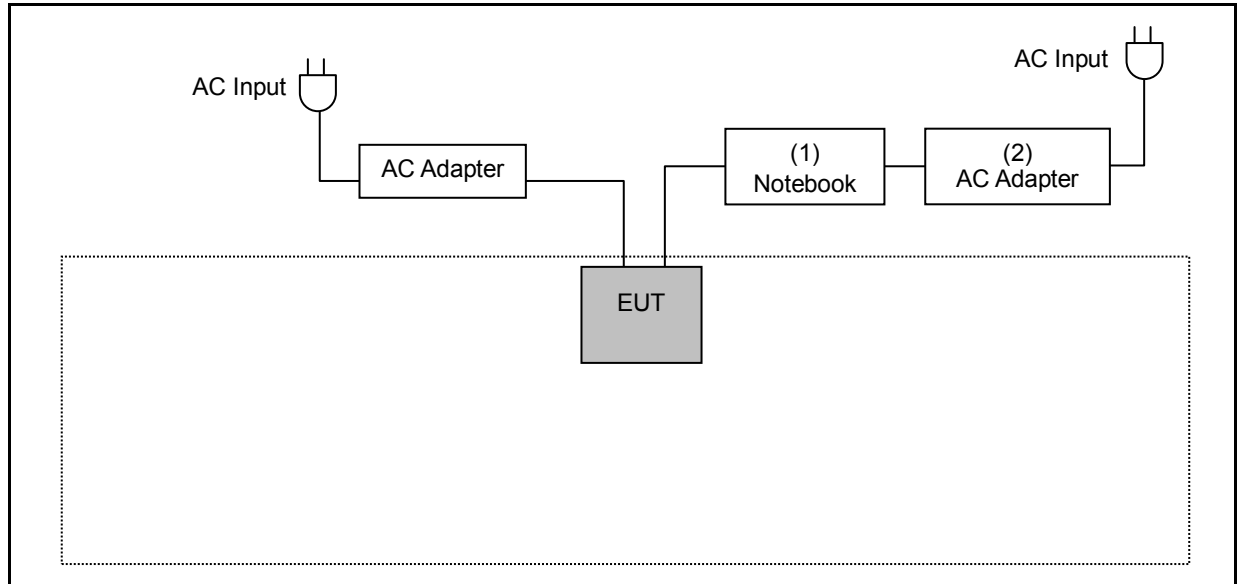 AC Input
AC Input
AC Adapter
(1)
Notebook
(2)
AC Adapter
EUT